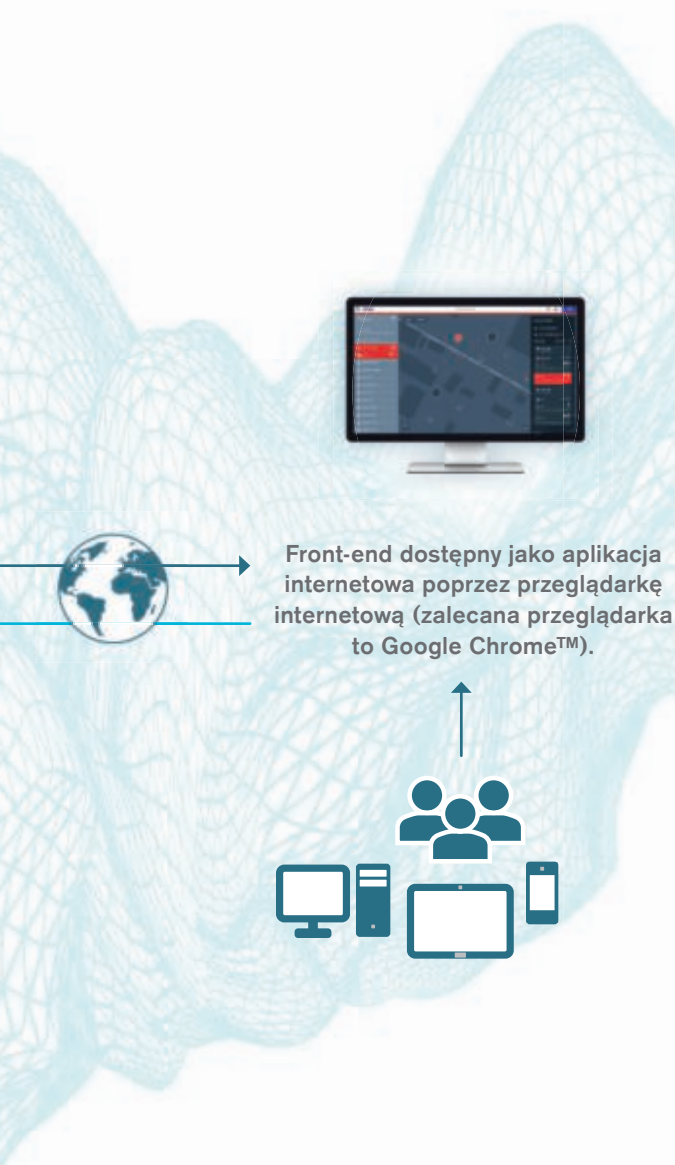 Front-end dostępny jako aplikacja
internetowa poprzez przeglądarkę
internetową (zalecana przeglądarka
to Google Chrome™).